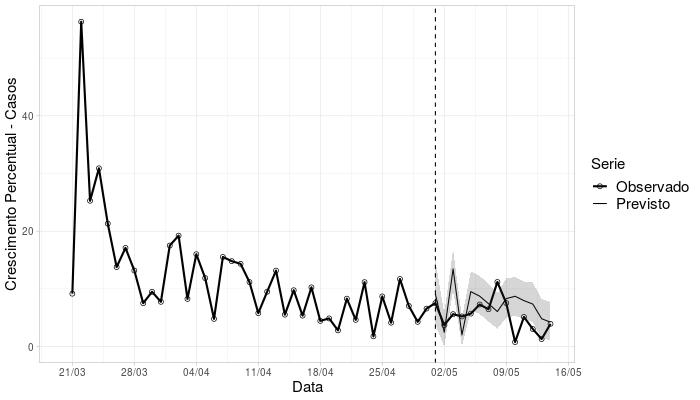 Crescimento Percentual - Casos
40
20
0
21/03 28/03 04/04 11/04 18/04 25/04 02/05 09/05 16/05
Data
Serie
Observado
Previsto